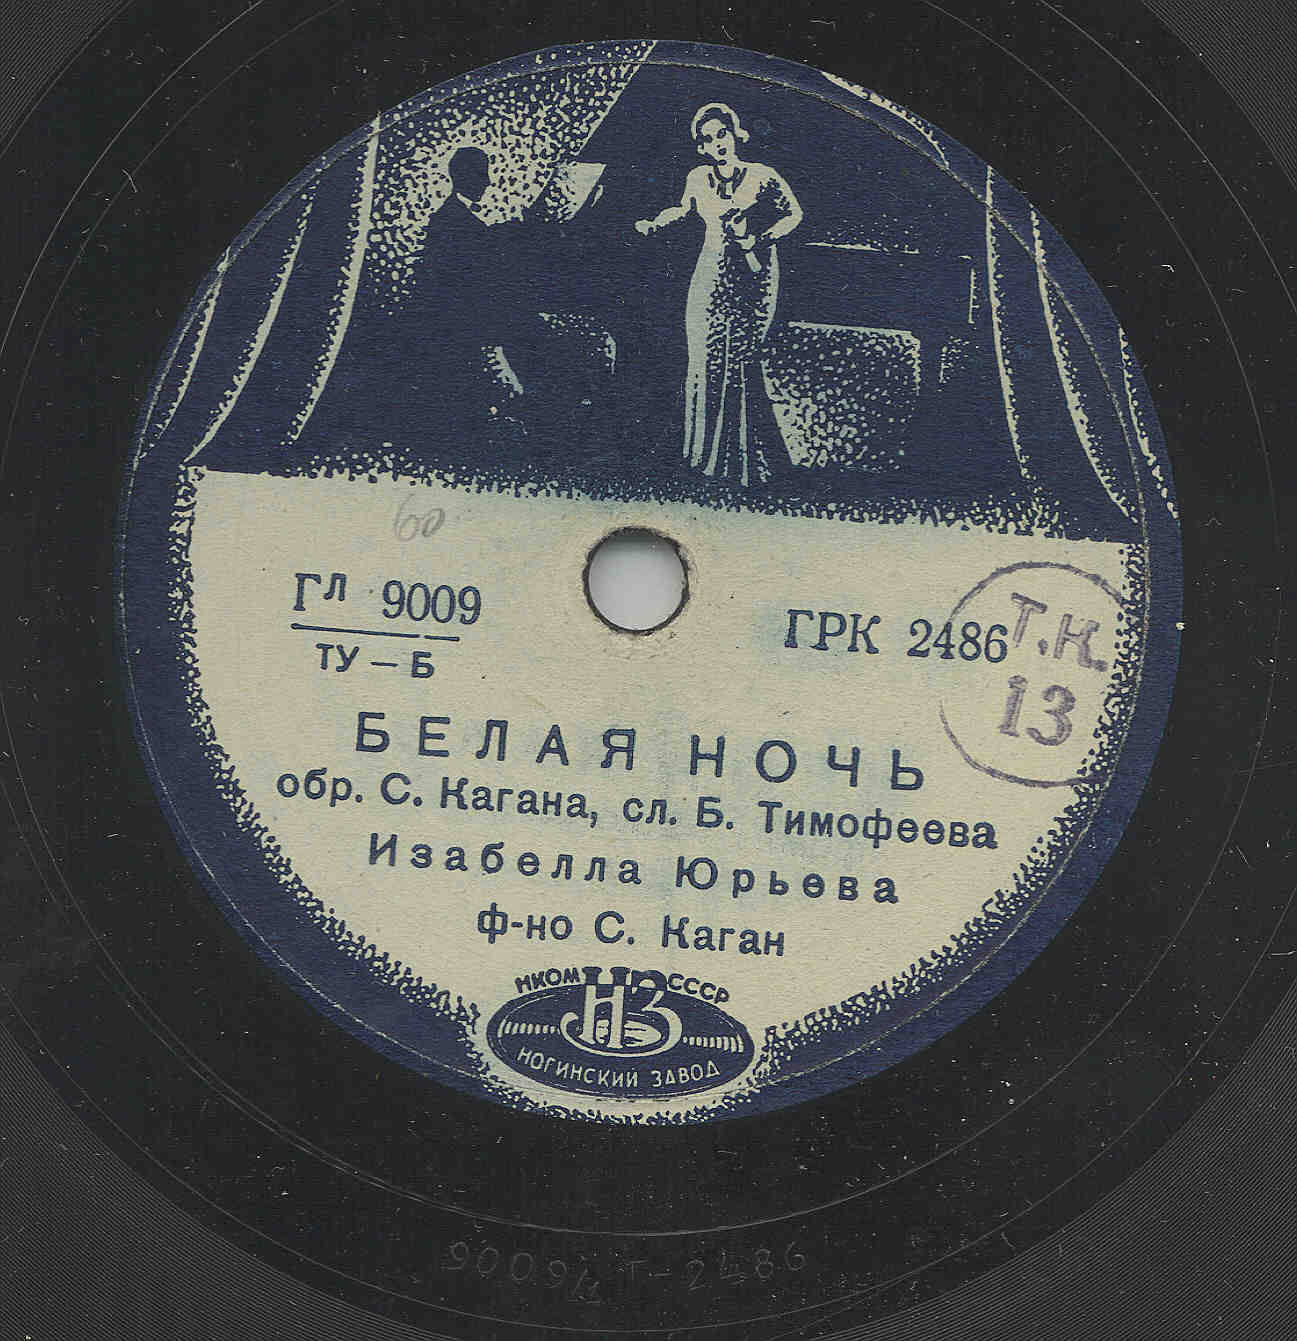 60
Гл 9009
ТУ – Б
ГРК 2486
Т.К.
13
БЕЛАЯ НОЧЬ
обр. С. Кагана, сл. Б. Тимофеева
Изабелла Юрьева
ф-но С. Каган
НКОМ НЗ СССР
НОГИНСКИЙ ЗАВОД